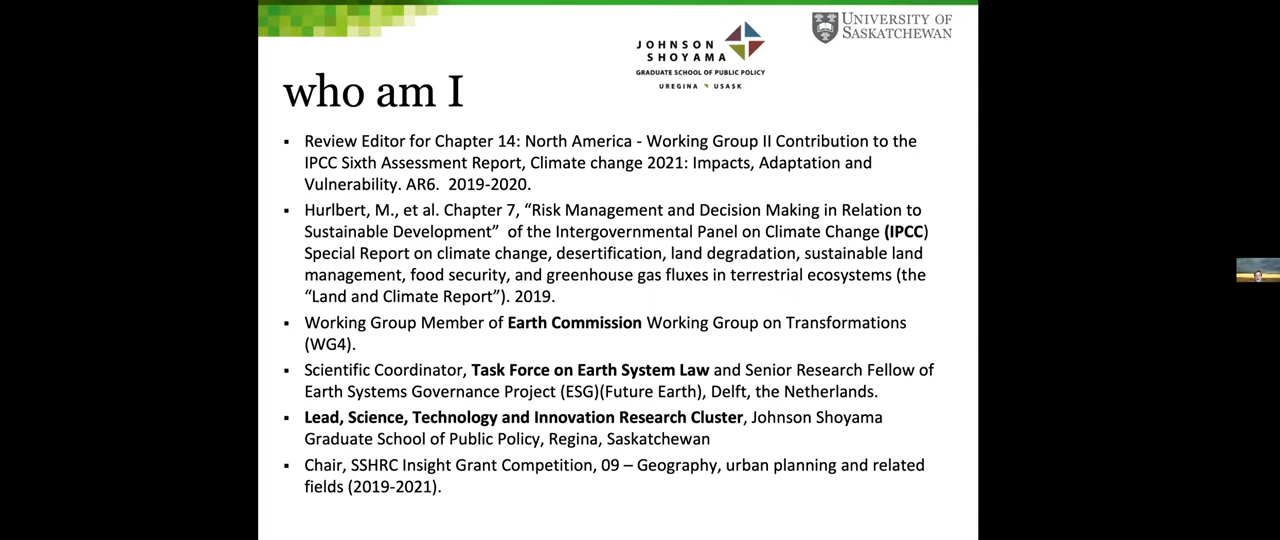 UNIVERSITY OF
SASKATCHEWAN
JOHNSON
SHOYAMA
GRADUATE SCHOOL OF PUBLIC POLICY
UREGINA USASK
who am I
▪ Review Editor for Chapter 14: North America - Working Group II Contribution to the
IPCC Sixth Assessment Report, Climate change 2021: Impacts, Adaptation and
Vulnerability. AR6. 2019-2020.
▪ Hurlbert, M., et al. Chapter 7, “Risk Management and Decision Making in Relation to
Sustainable Development” of the Intergovernmental Panel on Climate Change (IPCC)
Special Report on climate change, desertification, land degradation, sustainable land
management, food security, and greenhouse gas fluxes in terrestrial ecosystems (the
“Land and Climate Report”). 2019.
▪ Working Group Member of Earth Commission Working Group on Transformations
(WG4).
▪ Scientific Coordinator, Task Force on Earth System Law and Senior Research Fellow of
Earth Systems Governance Project (ESG)(Future Earth), Delft, the Netherlands.
▪ Lead, Science, Technology and Innovation Research Cluster, Johnson Shoyama
Graduate School of Public Policy, Regina, Saskatchewan
▪ Chair, SSHRC Insight Grant Competition, 09 – Geography, urban planning and related
fields (2019-2021).